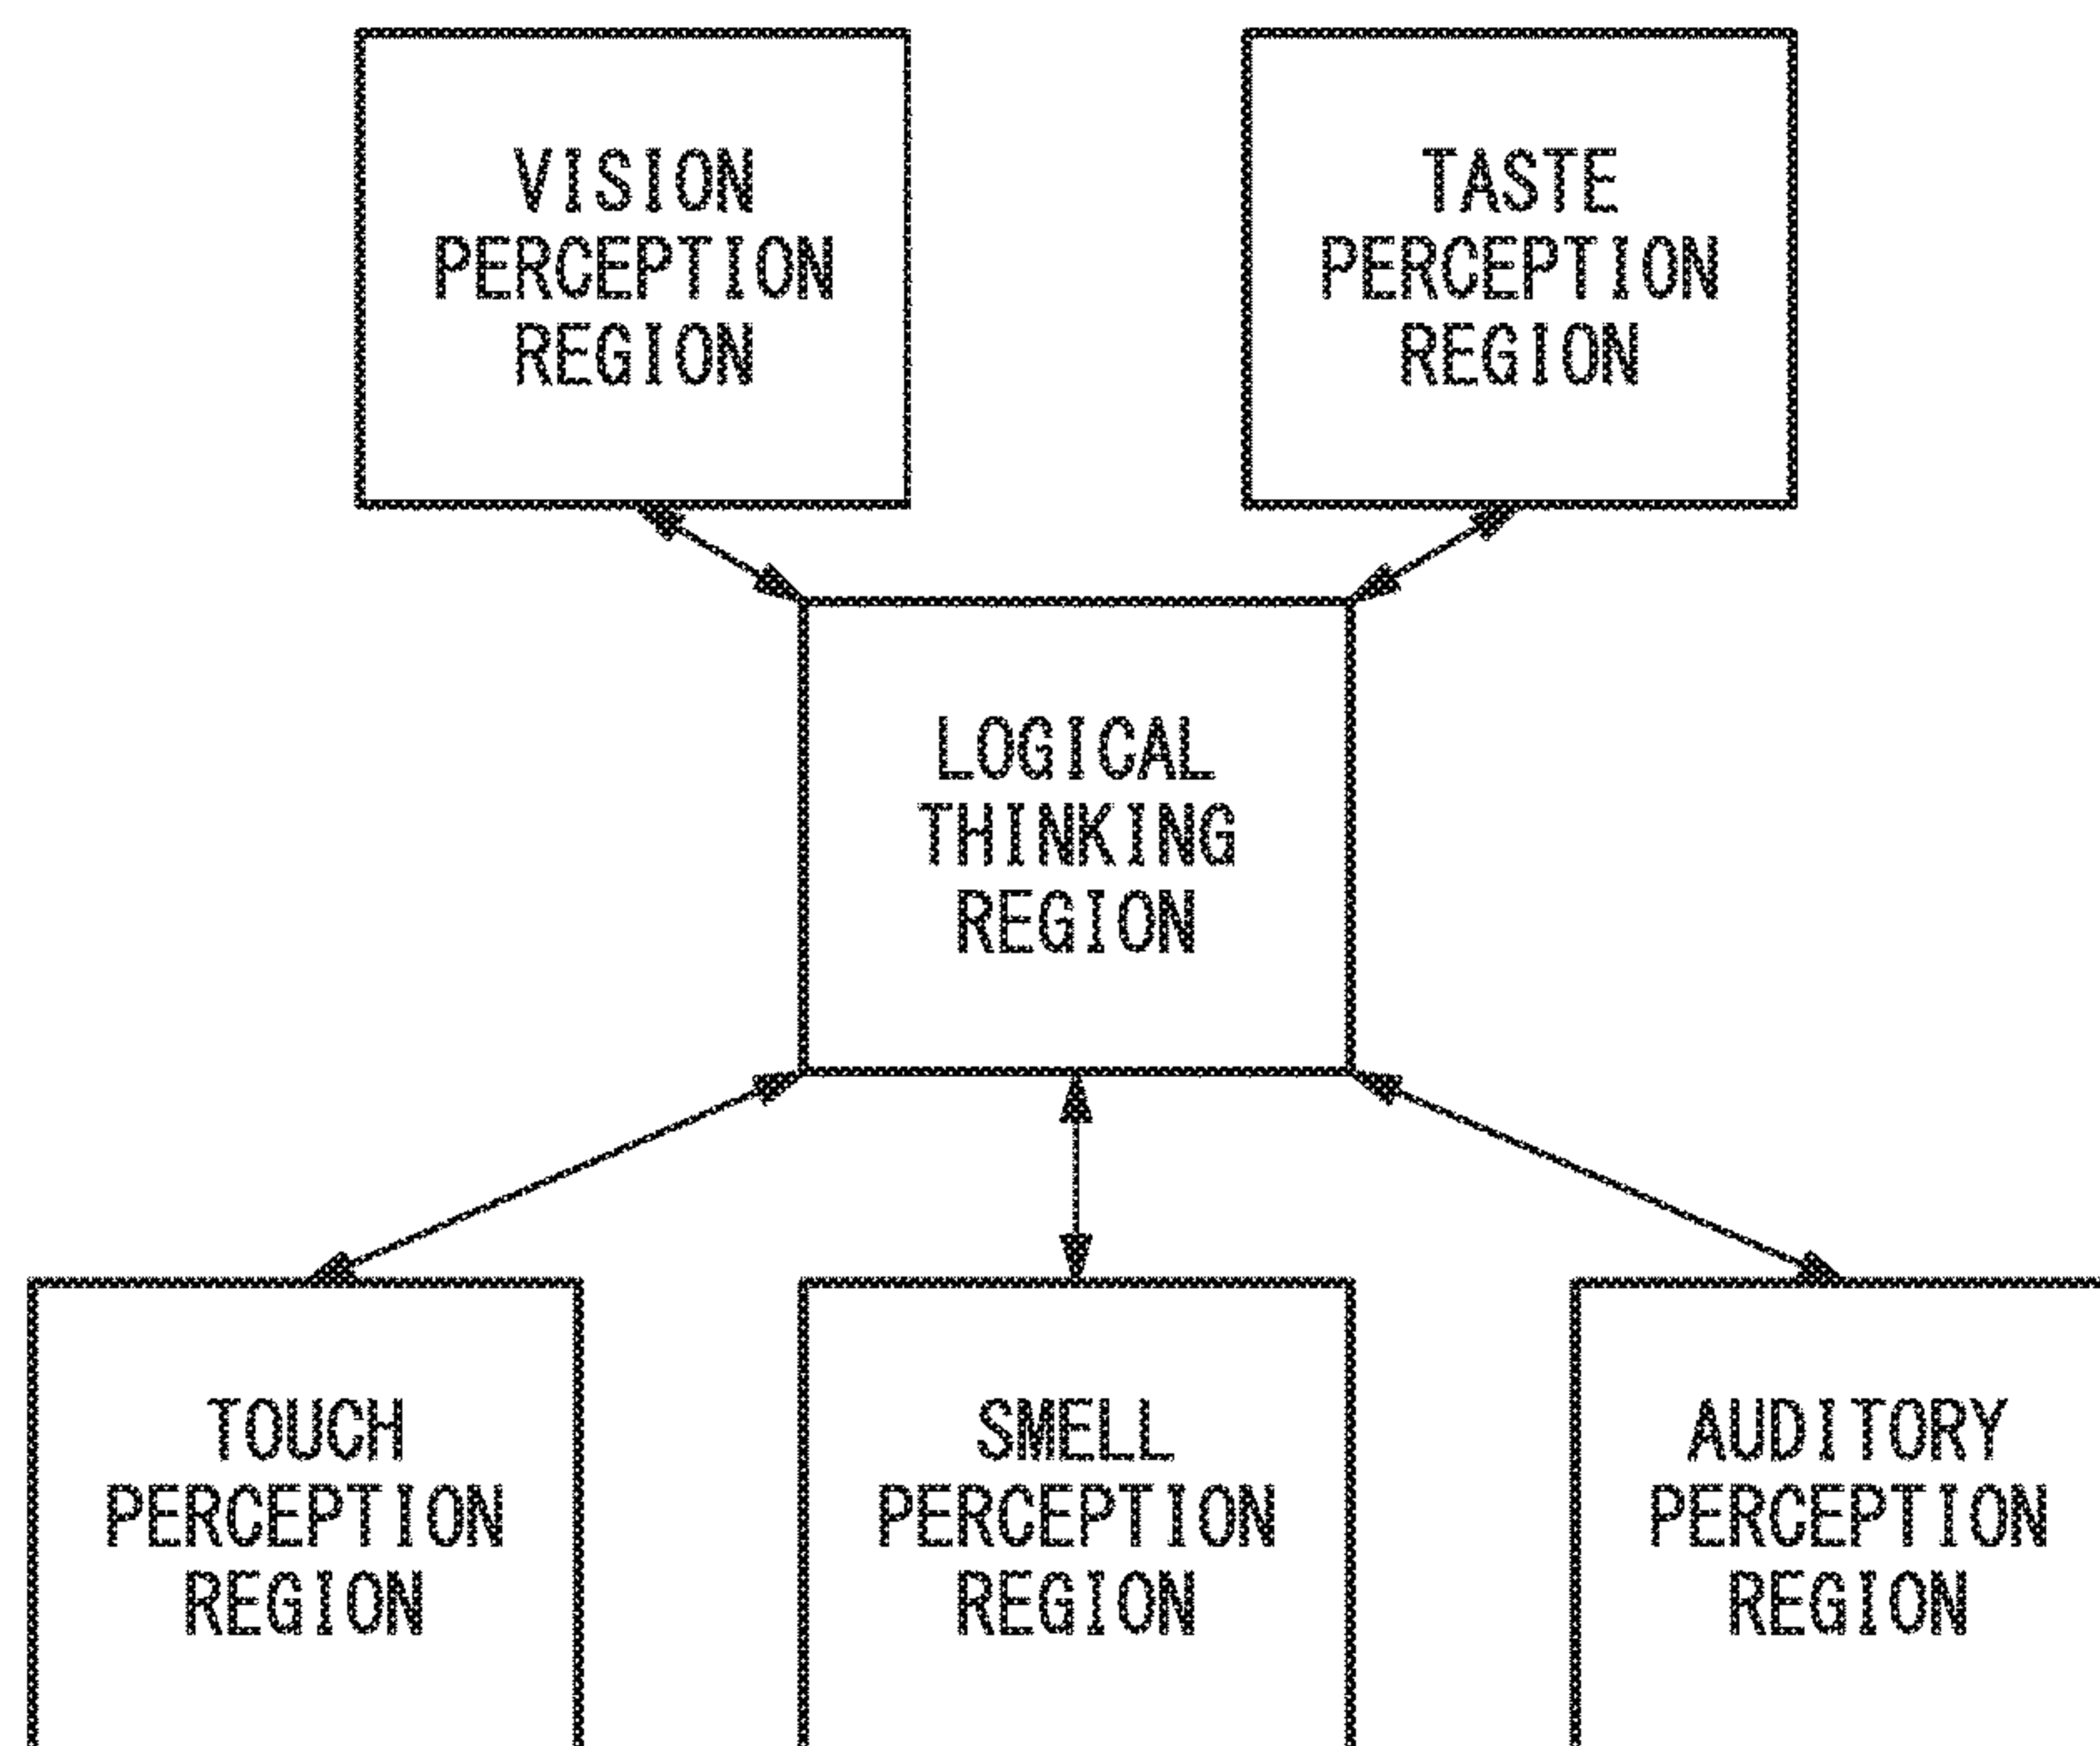 VISION
PERCEPTION
REGION
TASTE
PERCEPTION
REGION
LOGICAL
THINKING
REGION
TOUCH
PERCEPTION
REGION
SMELL
PERCEPTION
REGION
AUDITORY
PERCEPTION
REGION